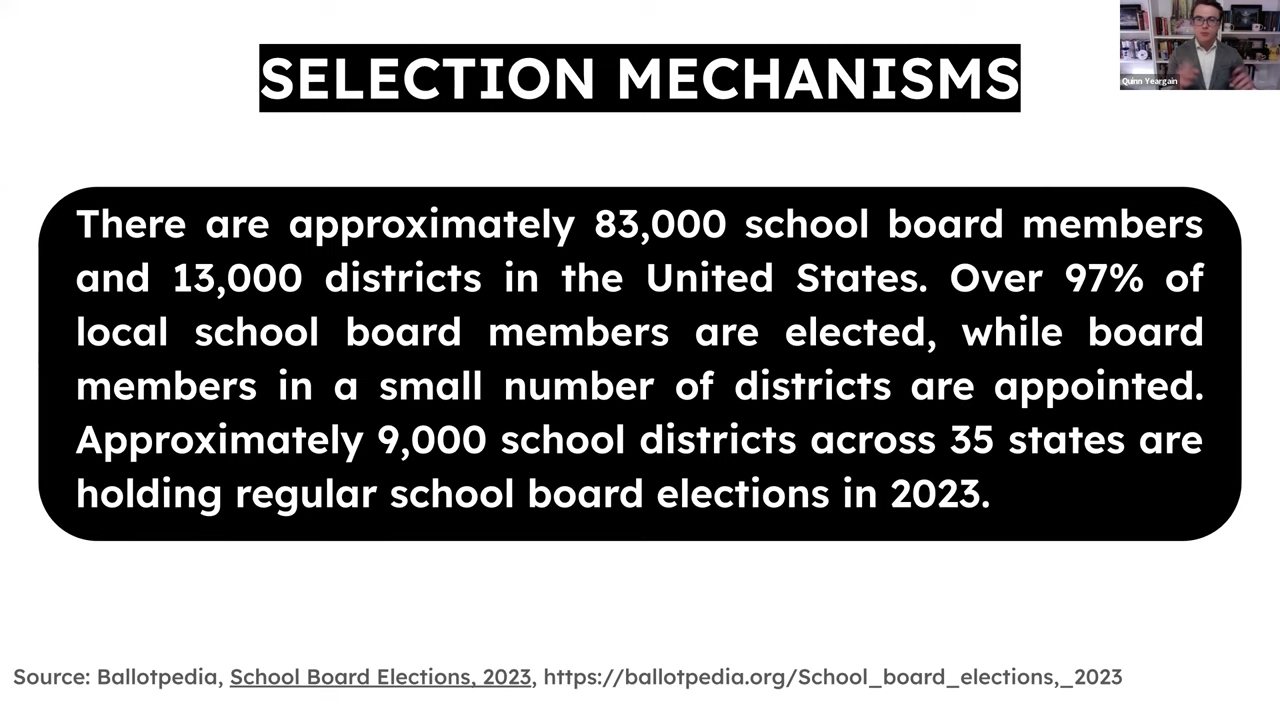 SELECTION MECHANISMS
Quinn Yeargain
There are approximately 83,000 school board members
and 13,000 districts in the United States. Over 97% of
local school board members are elected, while board
members in a small number of districts are appointed.
Approximately 9,000 school districts across 35 states are
holding regular school board elections in 2023.
Source: Ballotpedia, School Board Elections, 2023, https://ballotpedia.org/School_board_elections,_2023